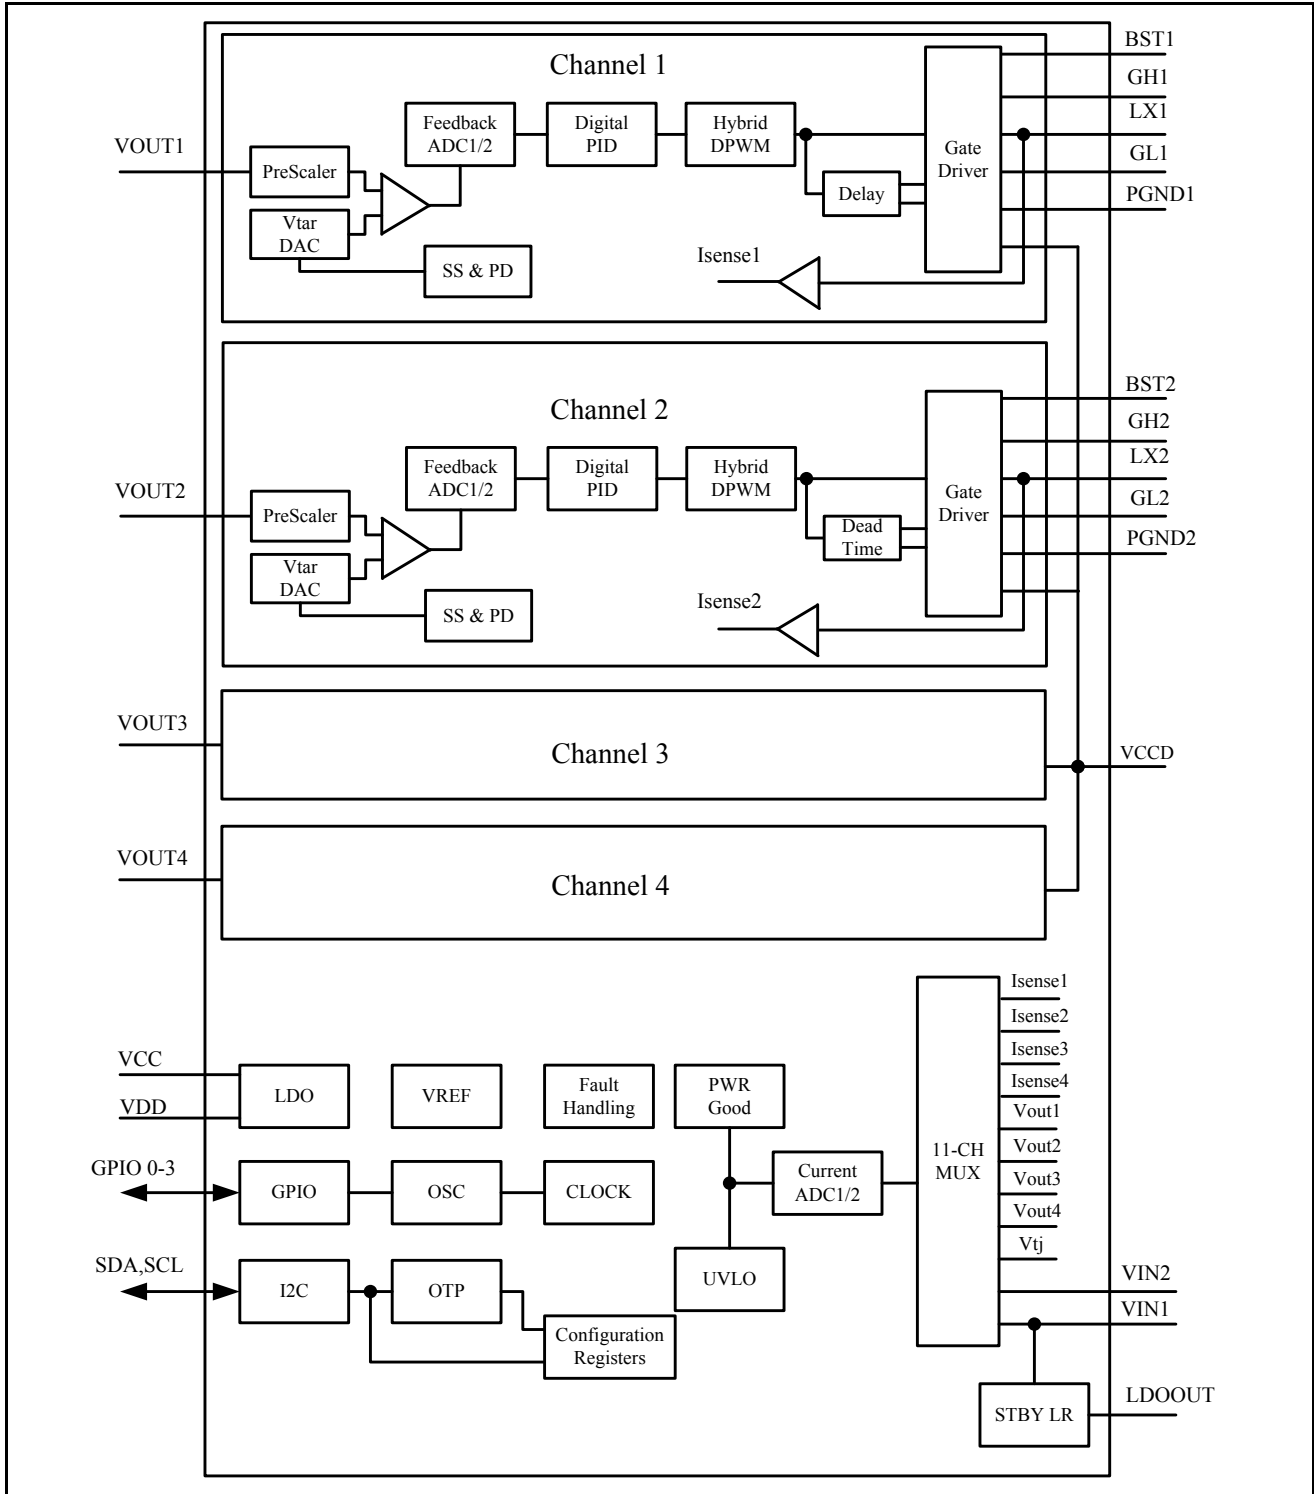 Channel 1
BST1
GH1
LX1
GL1
PGND1
VOUT1
PreScaler
Vtar
DAC
Feedback
ADC1/2
Digital
PID
Hybrid
DPWM
Delay
Gate
Driver
SS & PD
Isense1
Channel 2
BST2
GH2
LX2
GL2
PGND2
VOUT2
PreScaler
Vtar
DAC
Feedback
ADC1/2
Digital
PID
Hybrid
DPWM
Dead
Time
Gate
Driver
SS & PD
Isense2
VOUT3
Channel 3
VCCD
VOUT4
Channel 4
VCC
VDD
LDO
VREF
Fault
Handling
PWR
Good
GPIO 0-3
GPIO
OSC
CLOCK
Current
ADC1/2
11-CH
MUX
Isense1
Isense2
Isense3
Isense4
Vout1
Vout2
Vout3
Vout4
Vtj
SDA,SCL
I2C
OTP
Configuration
Registers
UVLO
VIN2
VIN1
STBY LR
LDOOUT